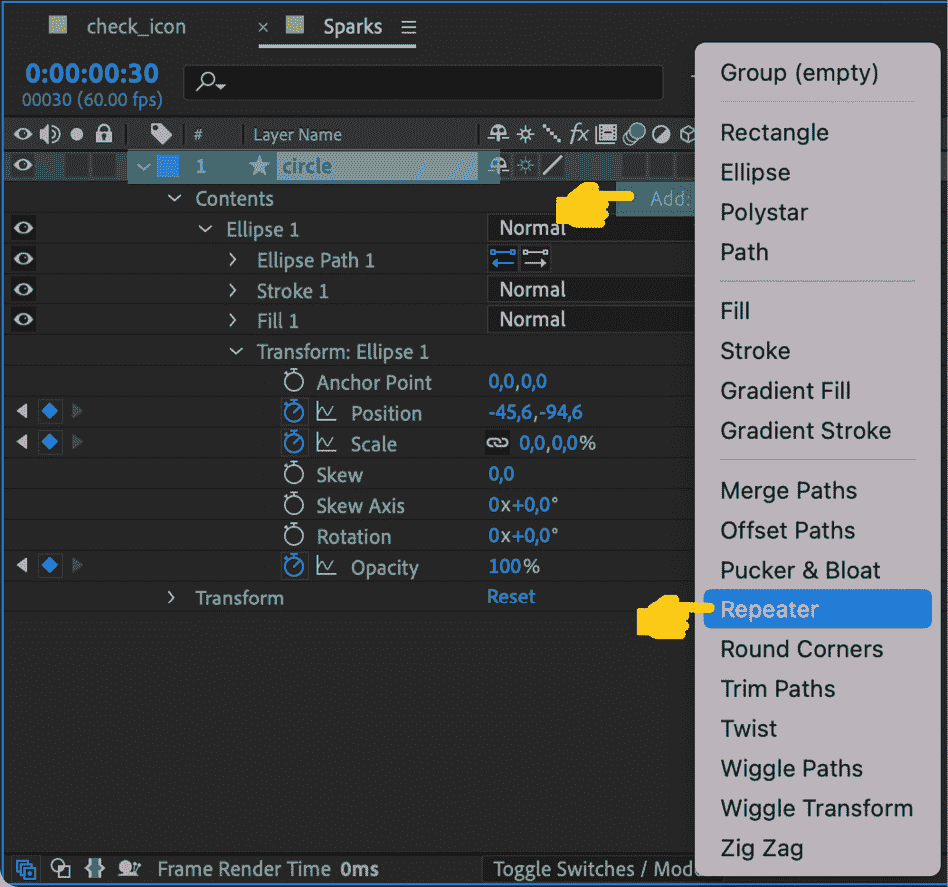 check_icon × Sparks
0:00:00:30
00030 (60.00 fps)
# Layer Name fx
1 circle
Contents Add:
Ellipse 1 Normal
Ellipse Path 1
Stroke 1 Normal
Fill 1 Normal
Transform: Ellipse 1
Anchor Point 0,0,0,0
Position -45,6,-94,6
Scale 0,0,0,0%
Skew 0,0
Skew Axis 0x+0,0°
Rotation 0x+0,0°
Opacity 100%
Transform Reset
Frame Render Time 0ms Toggle Switches / Mod
Group (empty)
Rectangle
Ellipse
Polystar
Path
Fill
Stroke
Gradient Fill
Gradient Stroke
Merge Paths
Offset Paths
Pucker & Bloat
Repeater
Round Corners
Trim Paths
Twist
Wiggle Paths
Wiggle Transform
Zig Zag